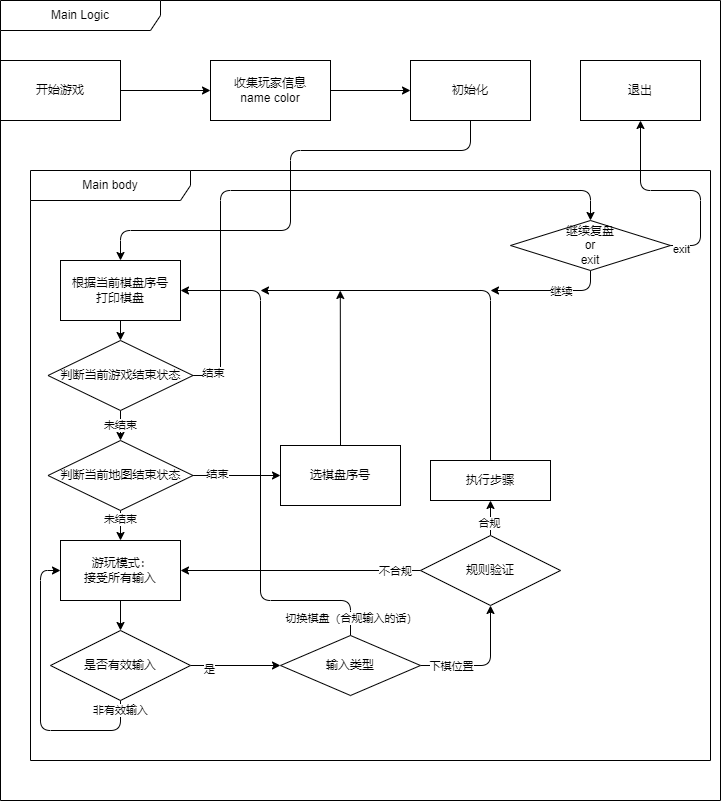 Main Logic
开始游戏
收集玩家信息
name color
初始化
退出
Main body
继续复盘
or
exit
exit
根据当前棋盘序号
打印棋盘
继续
判断当前游戏结束状态
结束
未结束
判断当前地图结束状态
结束
选棋盘序号
执行步骤
未结束
合规
游玩模式：
接受所有输入
不合规
规则验证
切换棋盘（合规输入的话）
是否有效输入
是
输入类型
下棋位置
非有效输入